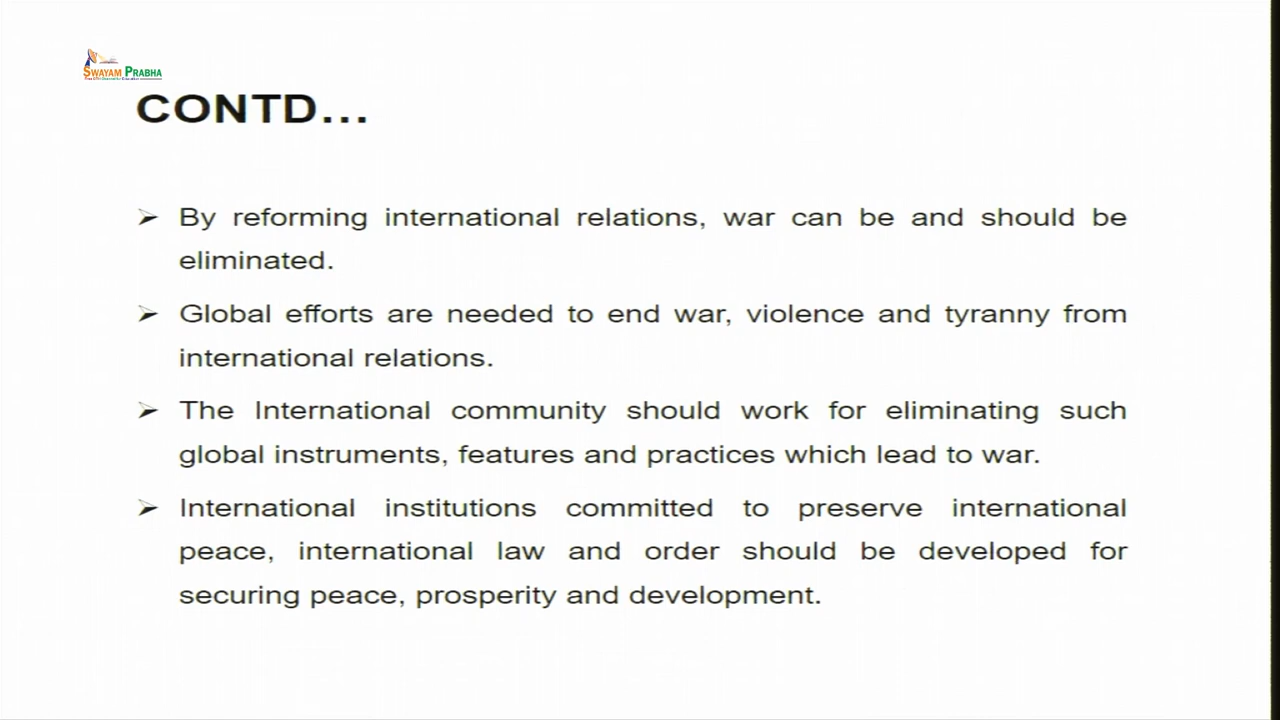 SWAYAM PRABHA
CONTD...
➢ By reforming international relations, war can be and should be
eliminated.
➢ Global efforts are needed to end war, violence and tyranny from
international relations.
➢ The International community should work for eliminating such
global instruments, features and practices which lead to war.
➢ International institutions committed to preserve international
peace, international law and order should be developed for
securing peace, prosperity and development.